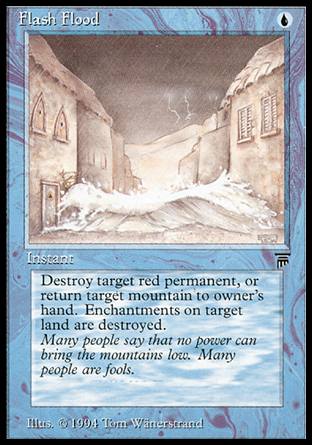 Flash Flood
Instant
Destroy target red permanent, or
return target mountain to owner's
hand. Enchantments on target
land are destroyed.
Many people say that no power can
bring the mountains low. Many
people are fools.
Illus. © 1994 Tom Wänerstrand